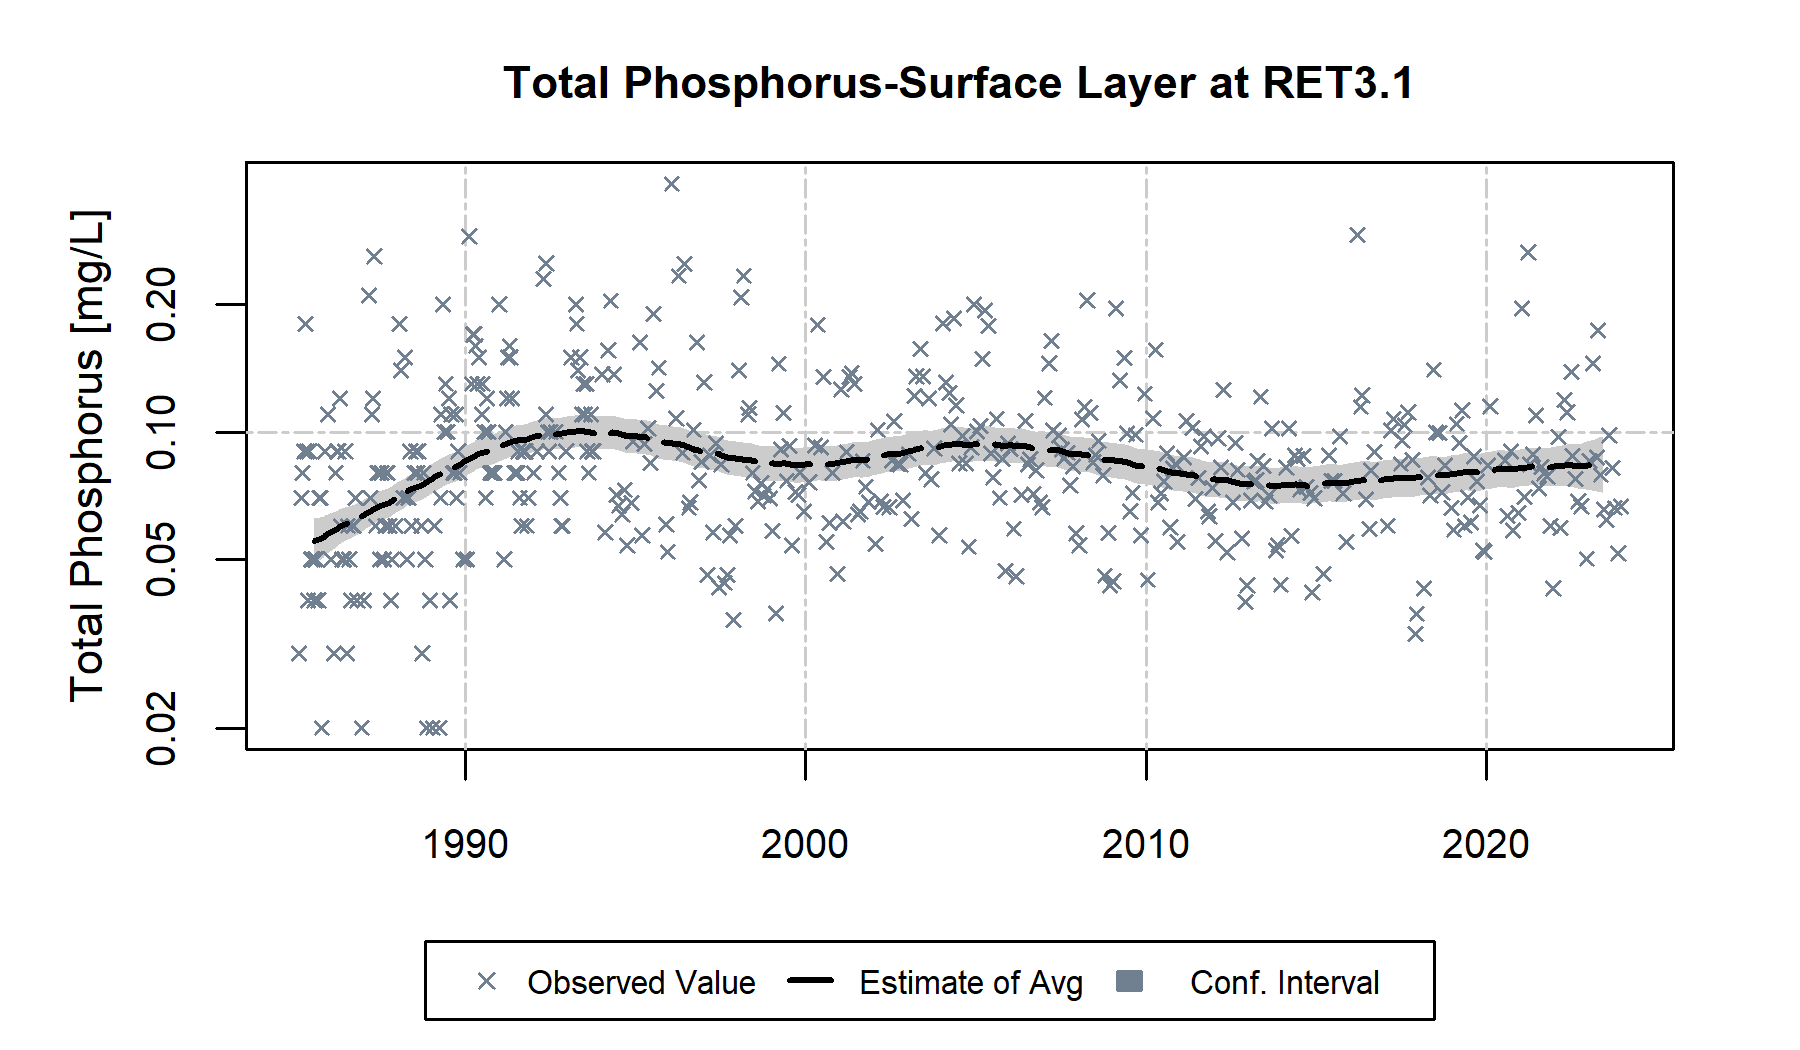 Total Phosphorus-Surface Layer at RET3.1
Total Phosphorus [mg/L]
0.20
0.10
0.05
0.02
1990 2000 2010 2020
Observed Value Estimate of Avg Conf. Interval